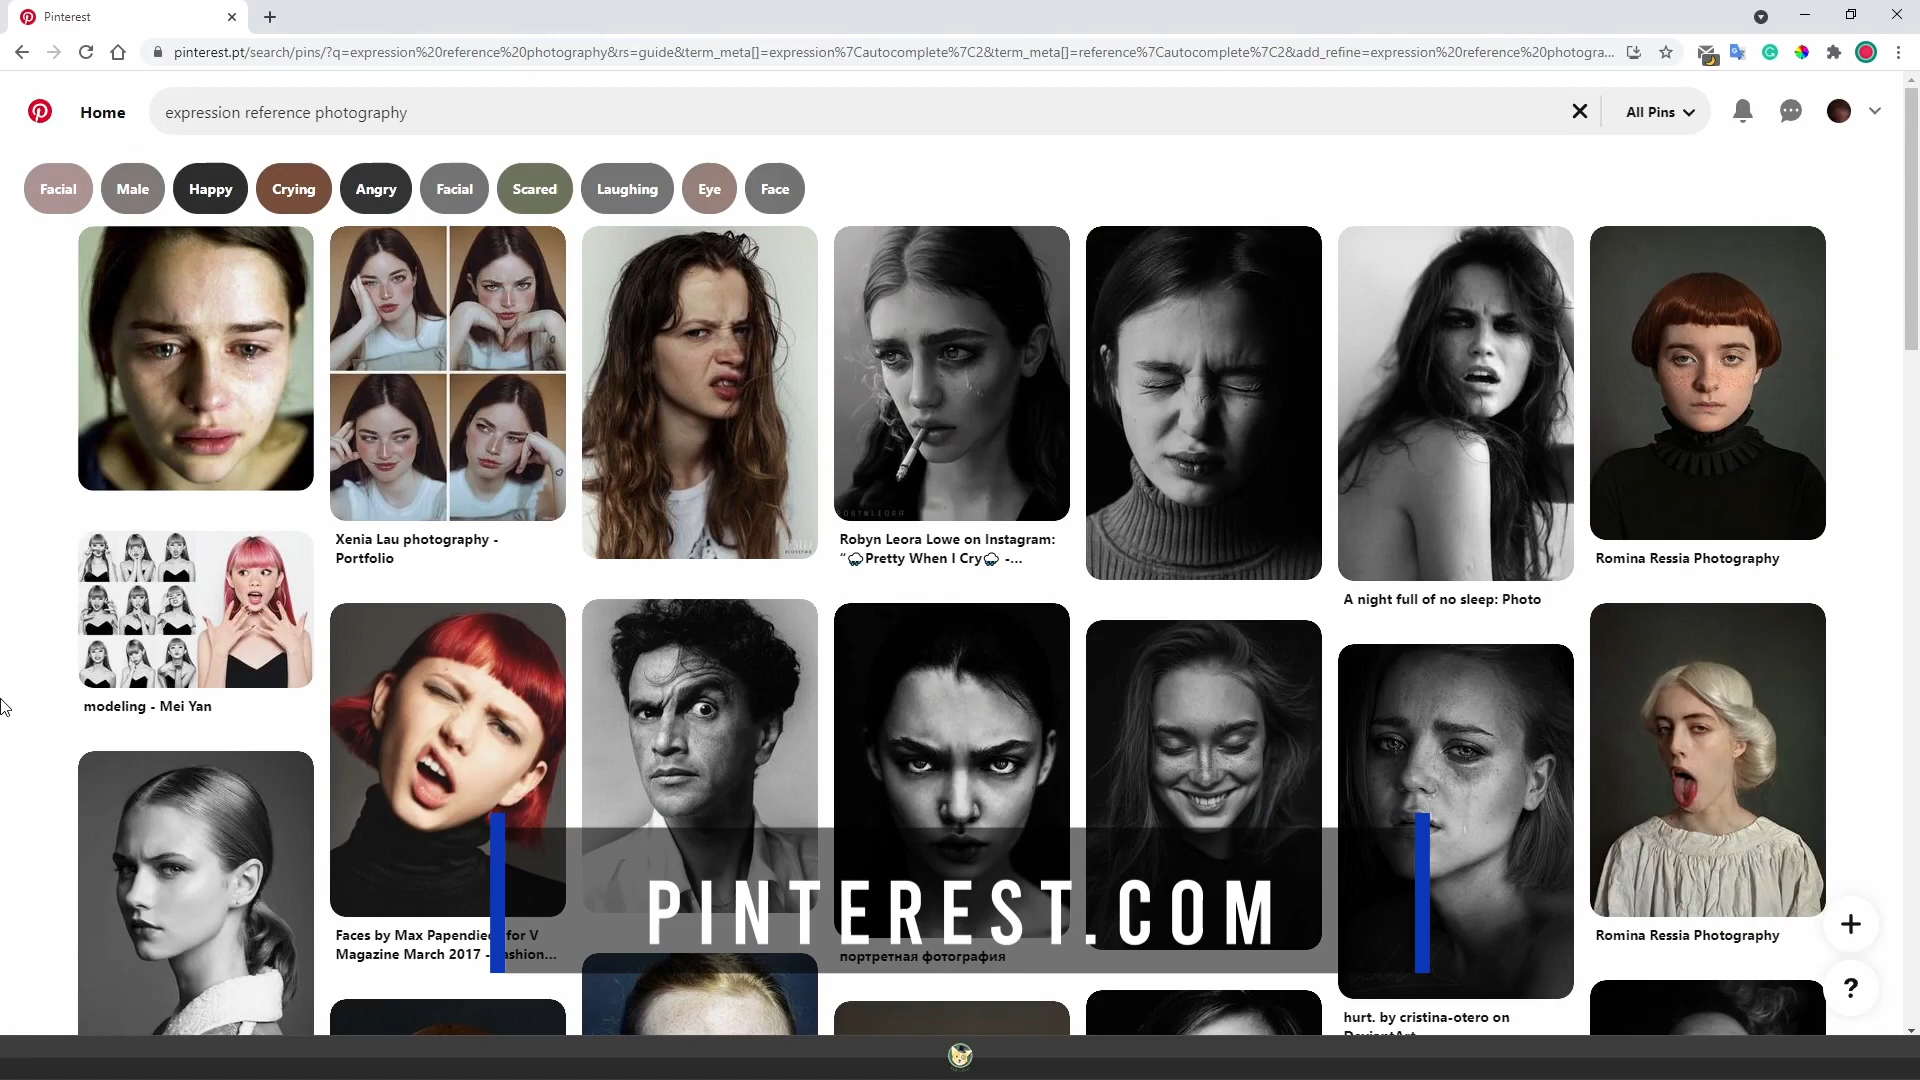 Pinterest
pinterest.pt/search/pins/?q=expression%20reference%20photography&rs=guide&term_meta[]=expression%7Cautocomplete%7C2&term_meta[]=reference%7Cautocomplete%7C2&add_refine=expression%20reference%20photogra...
Home
expression reference photography
All Pins
Facial
Male
Happy
Crying
Angry
Facial
Scared
Laughing
Eye
Face
Xenia Lau photography -
Portfolio
Robyn Leora Lowe on Instagram:
“🌧Pretty When I Cry🌧 -...
A night full of no sleep: Photo
Romina Ressia Photography
modeling - Mei Yan
Faces by Max Papendieck for V
Magazine March 2017 - Fashion...
портретная фотография
hurt. by cristina-otero on
DeviantArt
Romina Ressia Photography
PINTEREST.COM
?